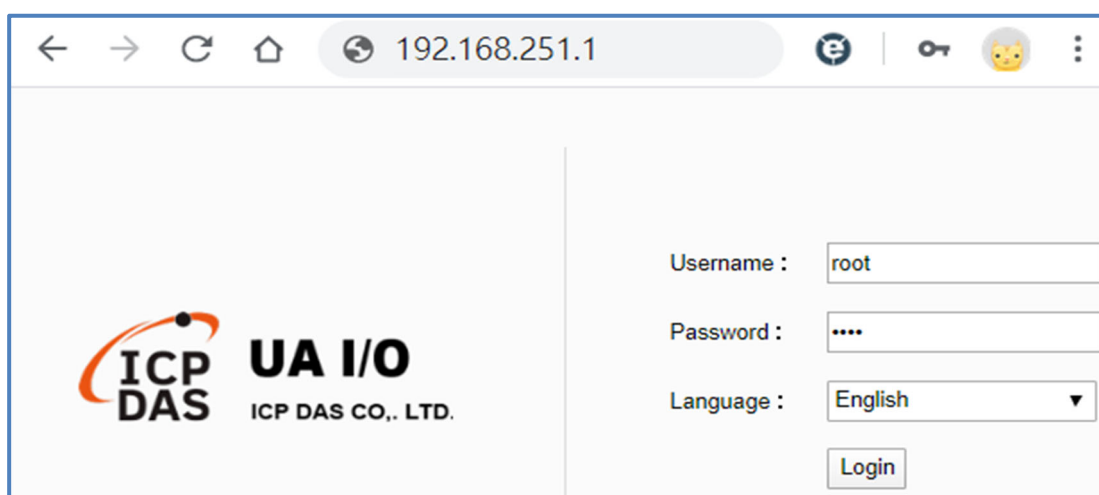 192.168.251.1
Username :
root
Password :
••••
Language :
English
Login
ICP
DAS
UA I/O
ICP DAS CO,. LTD.